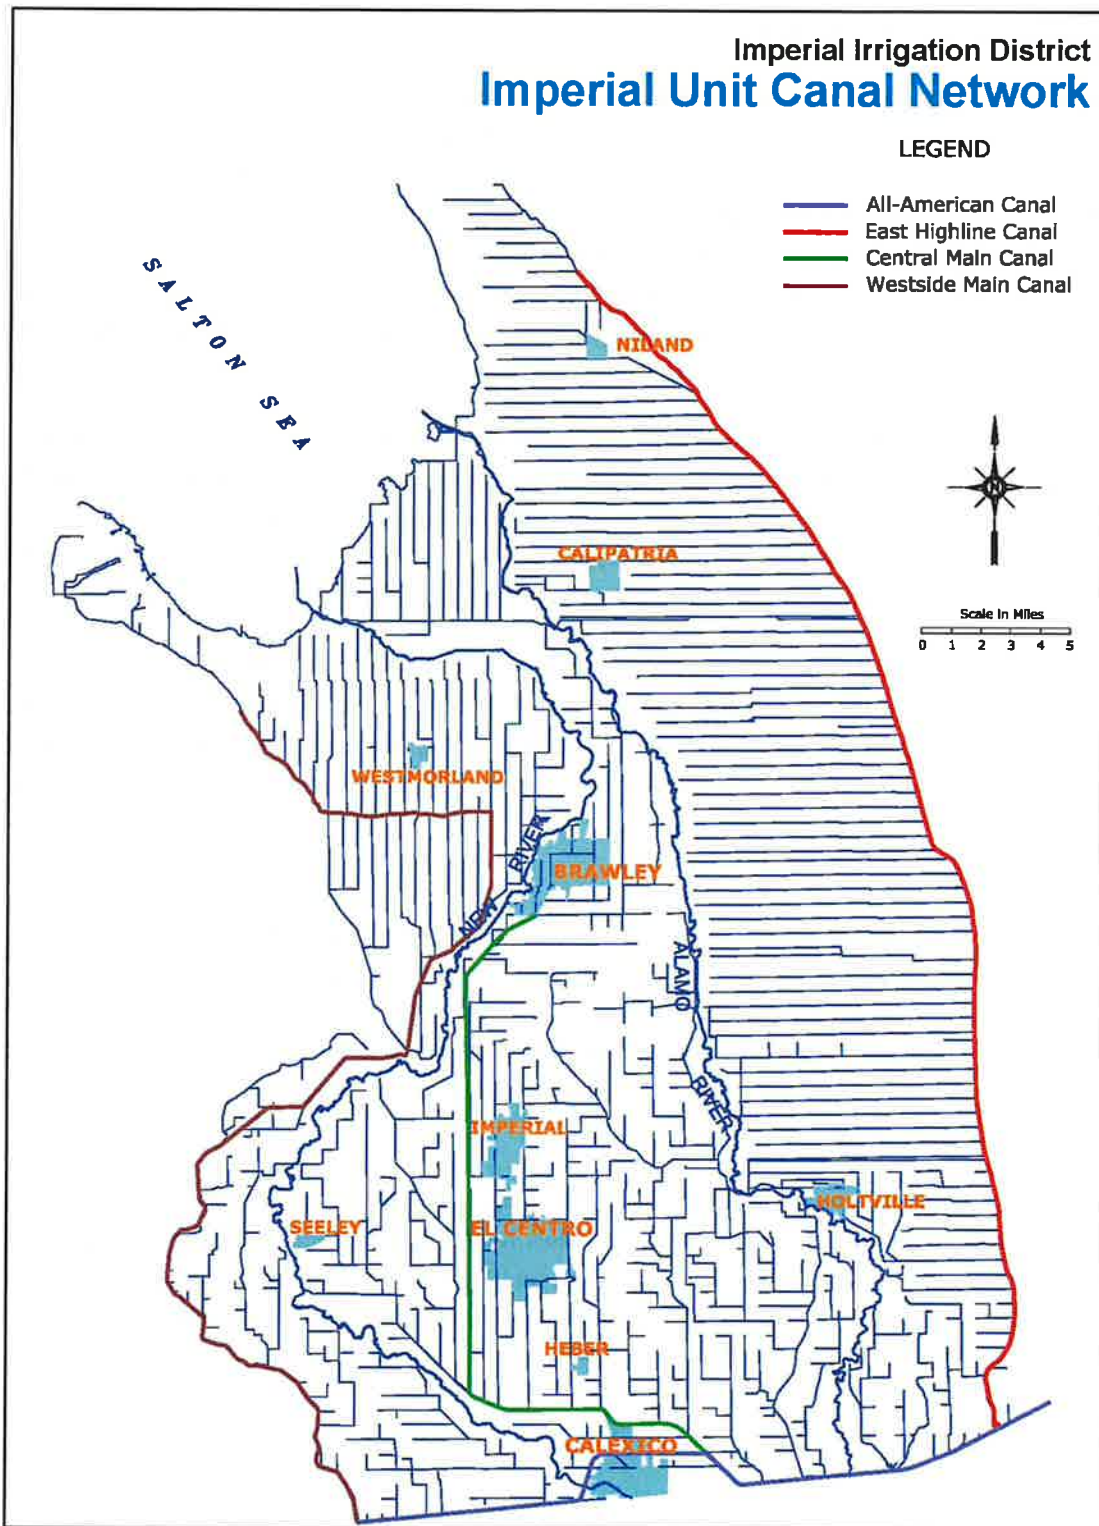 Imperial Irrigation District
Imperial Unit Canal Network
LEGEND
All-American Canal
East Highline Canal
Central Main Canal
Westside Main Canal
SALTON SEA
NILAND
N
CALIPATRIA
Scale in Miles
0 1 2 3 4 5
WESTMORLAND
NEW RIVER
BRAWLEY
ALAMO RIVER
IMPERIAL
HOLTVILLE
SEELEY
EL CENTRO
HEBER
CALEXICO